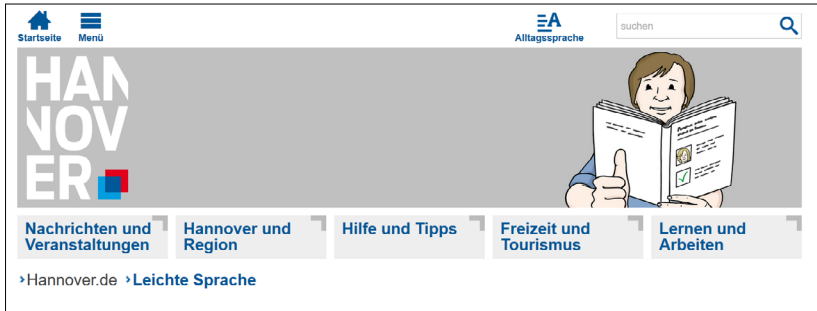 Startseite
Menü
Alltagssprache
suchen
HAN
NOV
ER
Nachrichten und
Veranstaltungen
Hannover und
Region
Hilfe und Tipps
Freizeit und
Tourismus
Lernen und
Arbeiten
›Hannover.de ›Leichte Sprache